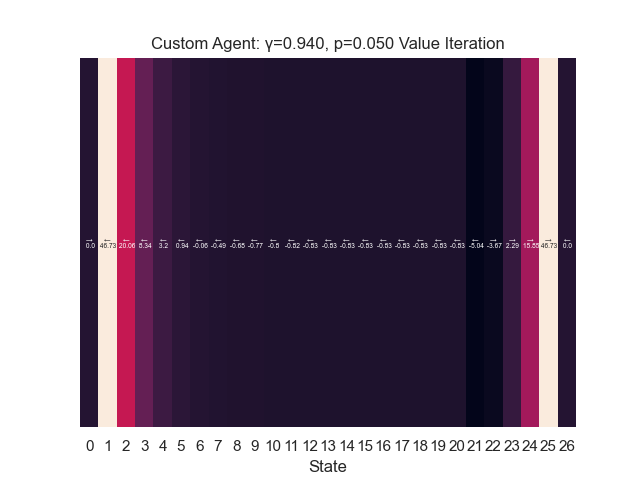 Custom Agent: γ=0.940, p=0.050 Value Iteration
0.0 46.73 20.06 8.34 3.2 0.94 -0.06 -0.49 -0.77 -0.8 -0.82 -0.83 -0.83 -0.83 -0.83 -0.83 -0.83 -0.83 -0.83 -0.83 -5.04 -3.67 2.29 15.55 46.73 0.0
0 1 2 3 4 5 6 7 8 9 10 11 12 13 14 15 16 17 18 19 20 21 22 23 24 25 26
State